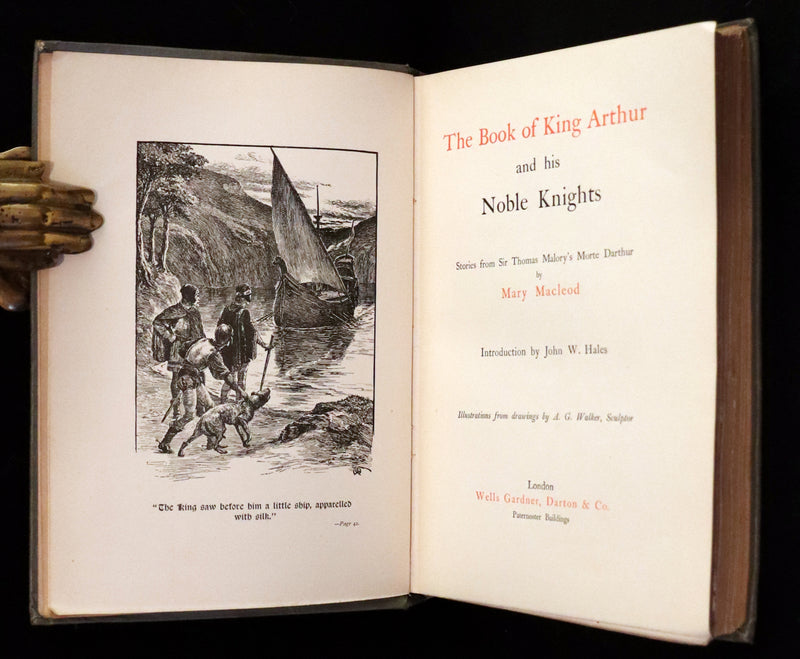 "The King saw before him a little ship, apparelled
with silk."
—Page 42.
The Book of King Arthur
and his
Noble Knights
Stories from Sir Thomas Malory's Morte Darthur
by
Mary Macleod
Introduction by John W. Hales
Illustrations from drawings by A. G. Walker, Sculptor
London
Wells Gardner, Darton & Co.
Paternoster Buildings